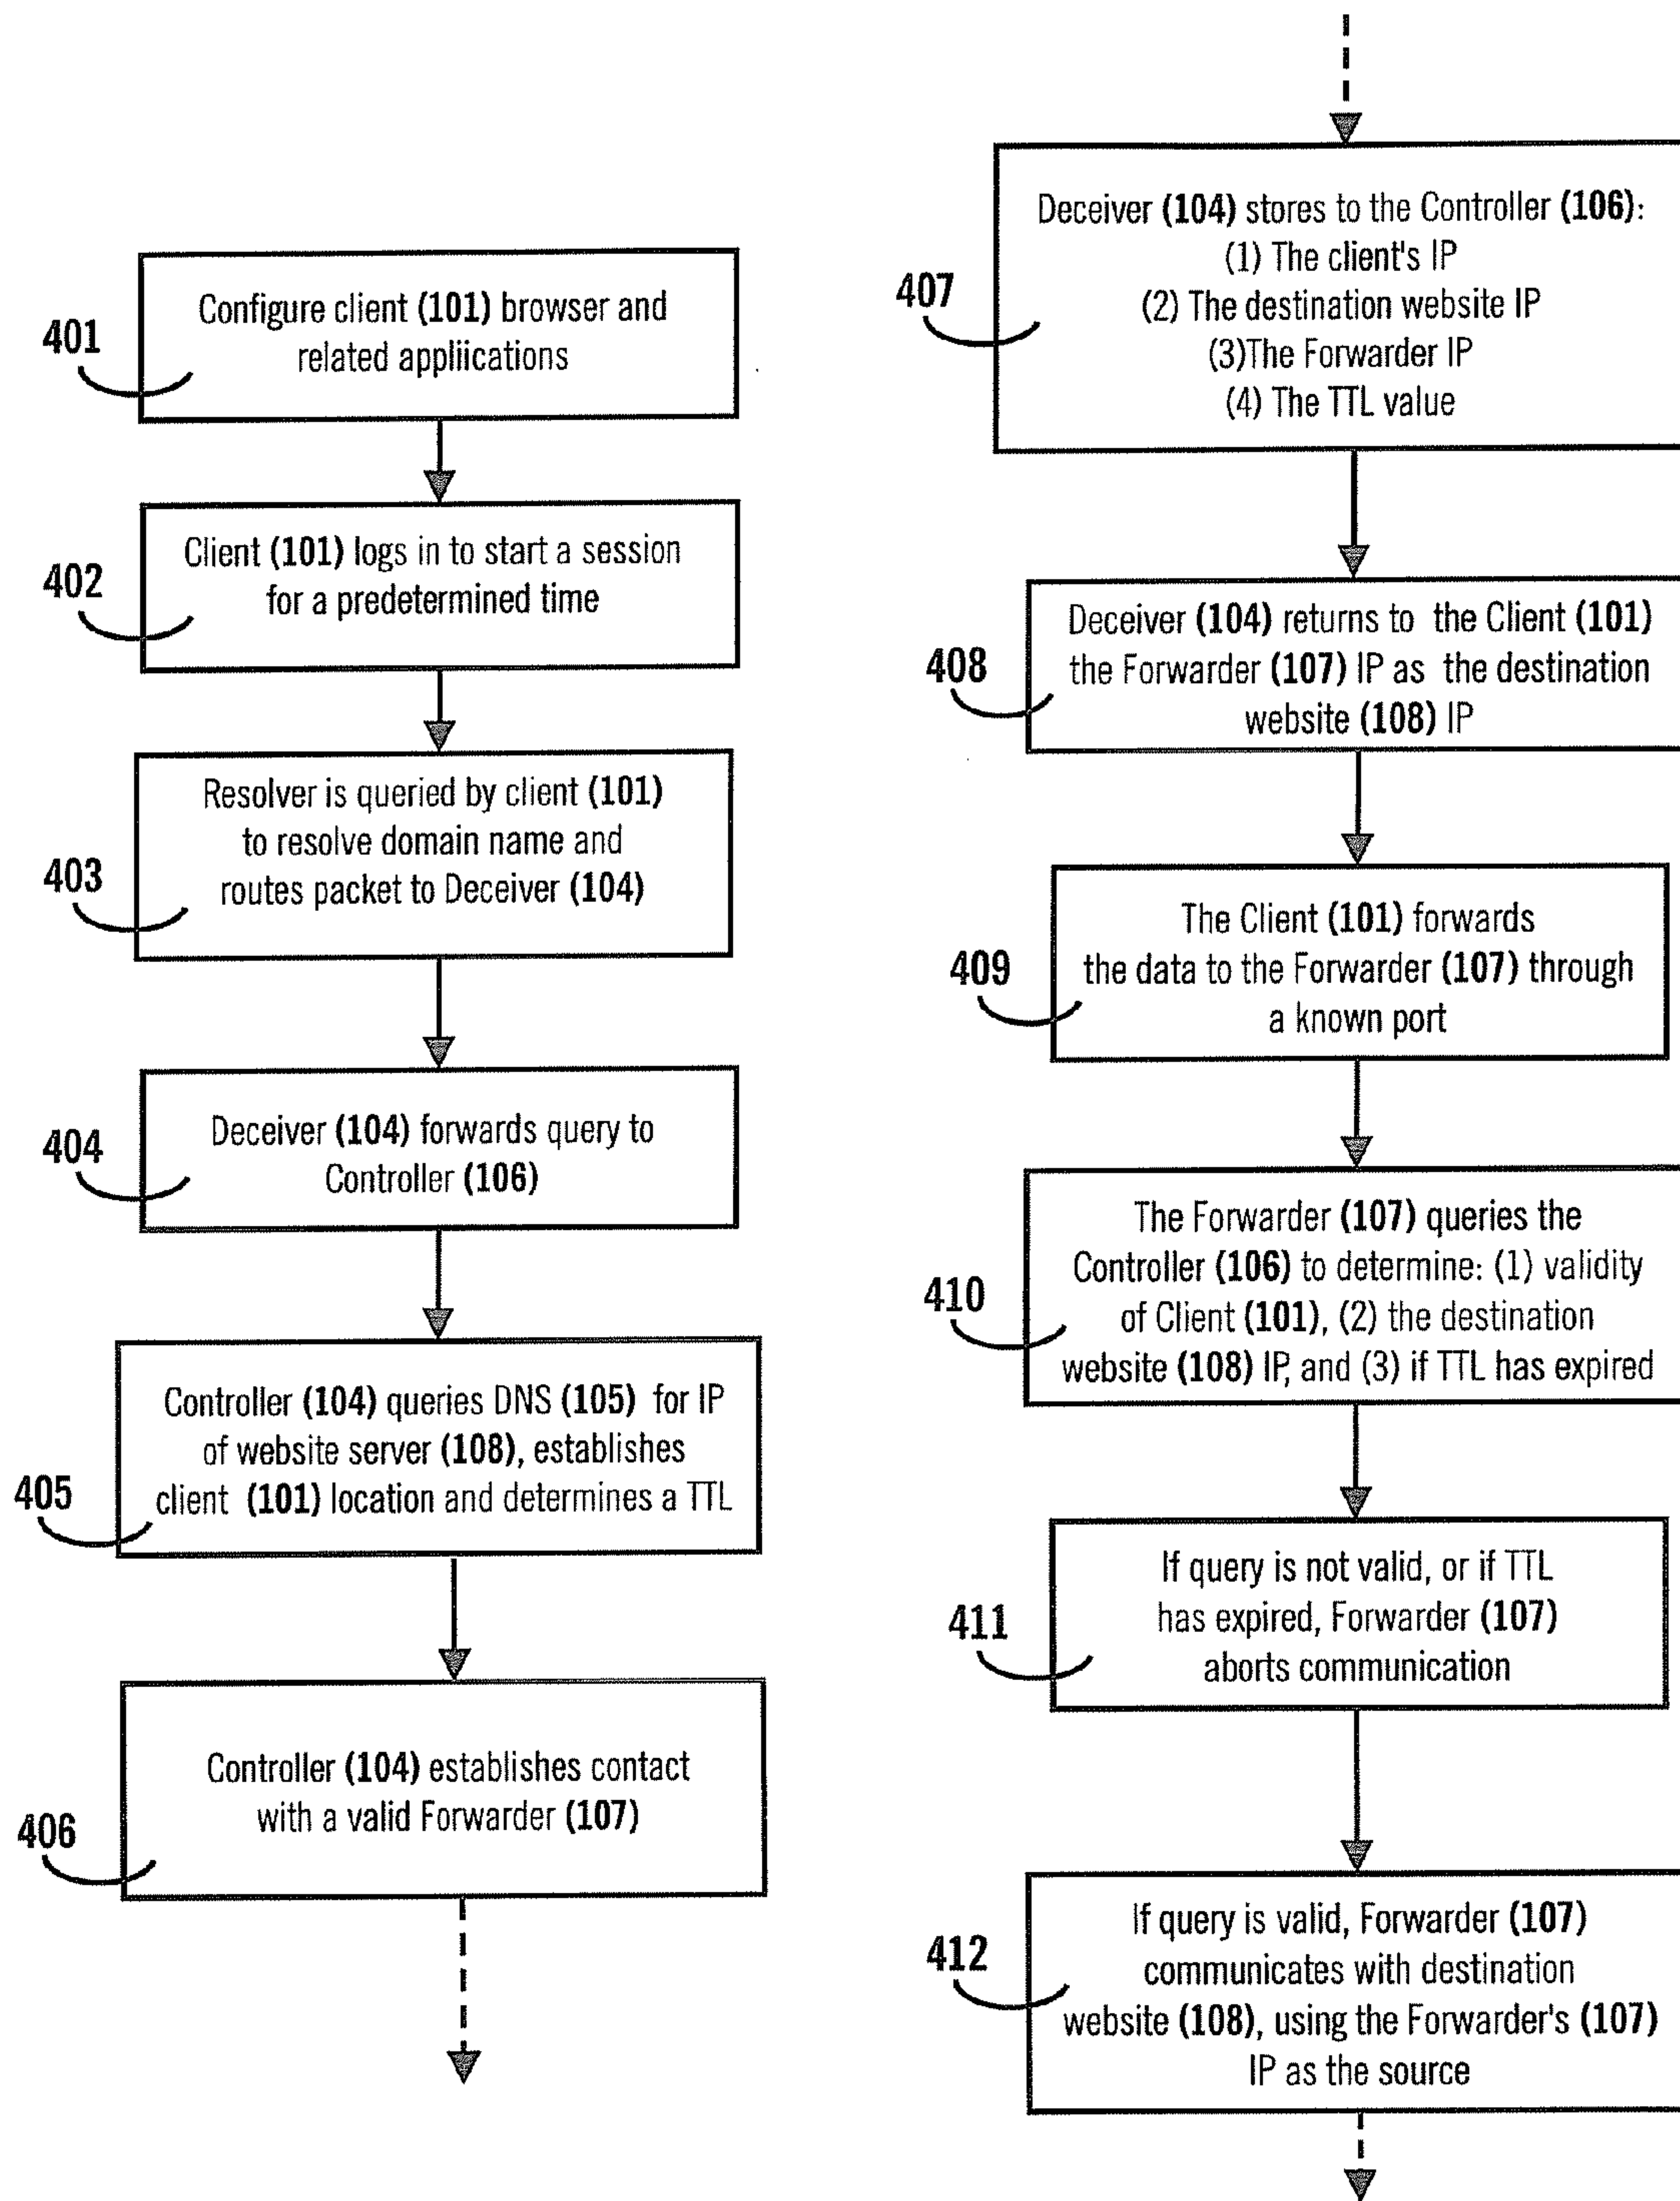 401
Configure client (101) browser and
related appliications
402
Client (101) logs in to start a session
for a predetermined time
403
Resolver is queried by client (101)
to resolve domain name and
routes packet to Deceiver (104)
404
Deceiver (104) forwards query to
Controller (106)
405
Controller (104) queries DNS (105) for IP
of website server (108), establishes
client (101) location and determines a TTL
406
Controller (104) establishes contact
with a valid Forwarder (107)
407
Deceiver (104) stores to the Controller (106):
(1) The client's IP
(2) The destination website IP
(3)The Forwarder IP
(4) The TTL value
408
Deceiver (104) returns to the Client (101)
the Forwarder (107) IP as the destination
website (108) IP
409
The Client (101) forwards
the data to the Forwarder (107) through
a known port
410
The Forwarder (107) queries the
Controller (106) to determine: (1) validity
of Client (101), (2) the destination
website (108) IP, and (3) if TTL has expired
411
If query is not valid, or if TTL
has expired, Forwarder (107)
aborts communication
412
If query is valid, Forwarder (107)
communicates with destination
website (108), using the Forwarder's (107)
IP as the source